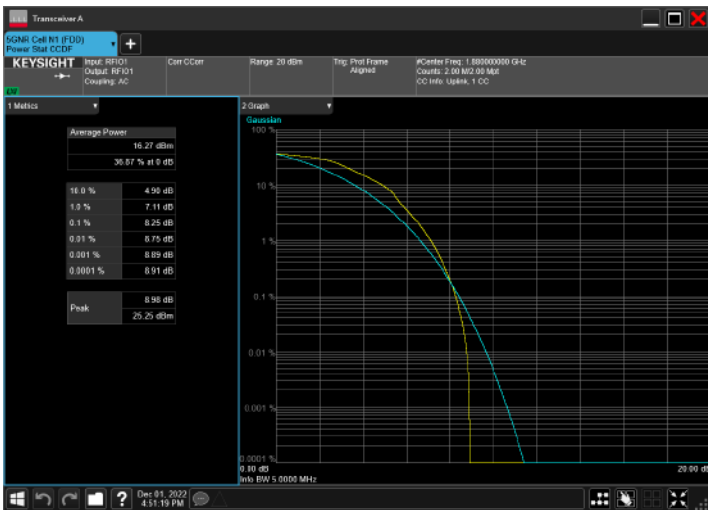 Transceiver A
5GNR Cell N1 (FDD)
Power Stat CCDF
KEYSIGHT
Input: RFIO1
Output: RFIO1
Coupling: AC
Corr CCorr
Range: 20 dBm
Trig: Prot Frame
Aligned
#Center Freq: 1.880000000 GHz
Counts: 2.00 M/2.00 Mpt
CC Info: Uplink, 1 CC
1 Metrics
Average Power
16.27 dBm
36.87 % at 0 dB
10.0 % 4.90 dB
1.0 % 7.11 dB
0.1 % 8.25 dB
0.01 % 8.75 dB
0.001 % 8.89 dB
0.0001 % 8.91 dB
Peak
8.98 dB
25.25 dBm
2 Graph
Gaussian
100 %
10 %
1 %
0.1 %
0.01 %
0.001 %
0.0001 %
0.00 dB
20.00 dB
Info BW 5.0000 MHz
Dec 01, 2022
4:51:19 PM